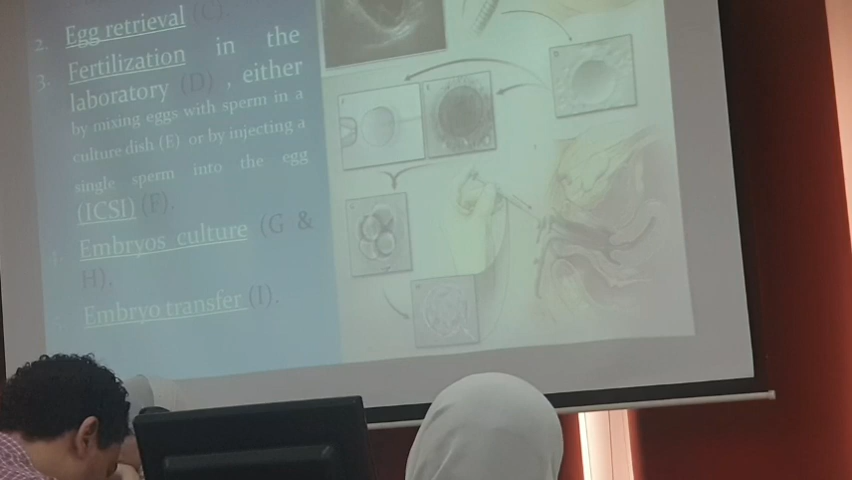 2. Egg retrieval (C).
3. Fertilization in the
laboratory (D) , either
by mixing eggs with sperm in a
culture dish (E) or by injecting a
single sperm into the egg
(ICSI) (F).
Embryos culture (G &
H).
Embryo transfer (I).